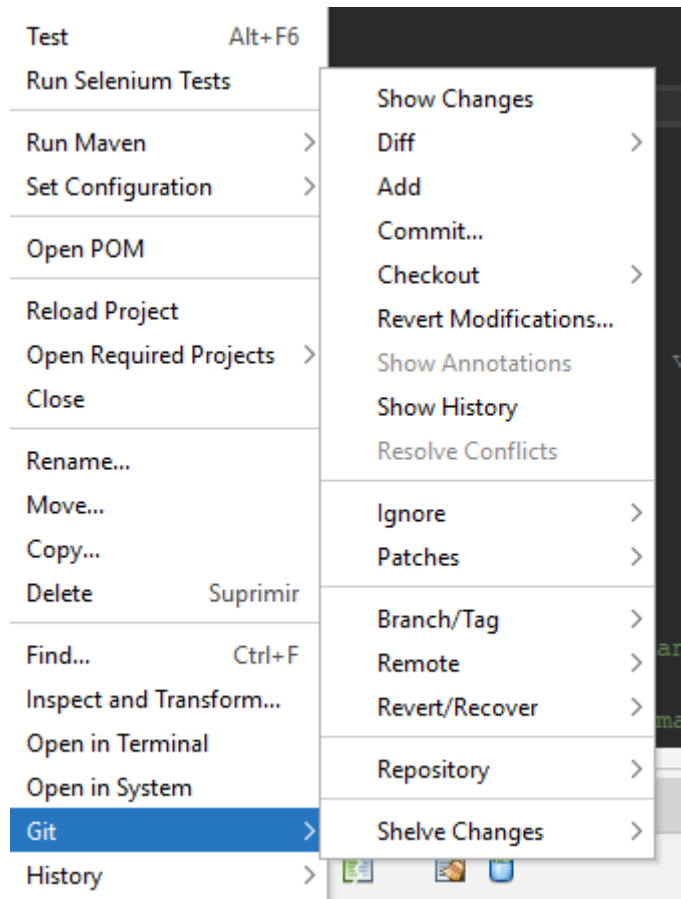 Test Alt+F6
Run Selenium Tests
Run Maven
Set Configuration
Open POM
Reload Project
Open Required Projects
Close
Rename...
Move...
Copy...
Delete Suprimir
Find... Ctrl+F
Inspect and Transform...
Open in Terminal
Open in System
Git
History
Show Changes
Diff
Add
Commit...
Checkout
Revert Modifications...
Show Annotations
Show History
Resolve Conflicts
Ignore
Patches
Branch/Tag
Remote
Revert/Recover
Repository
Shelve Changes